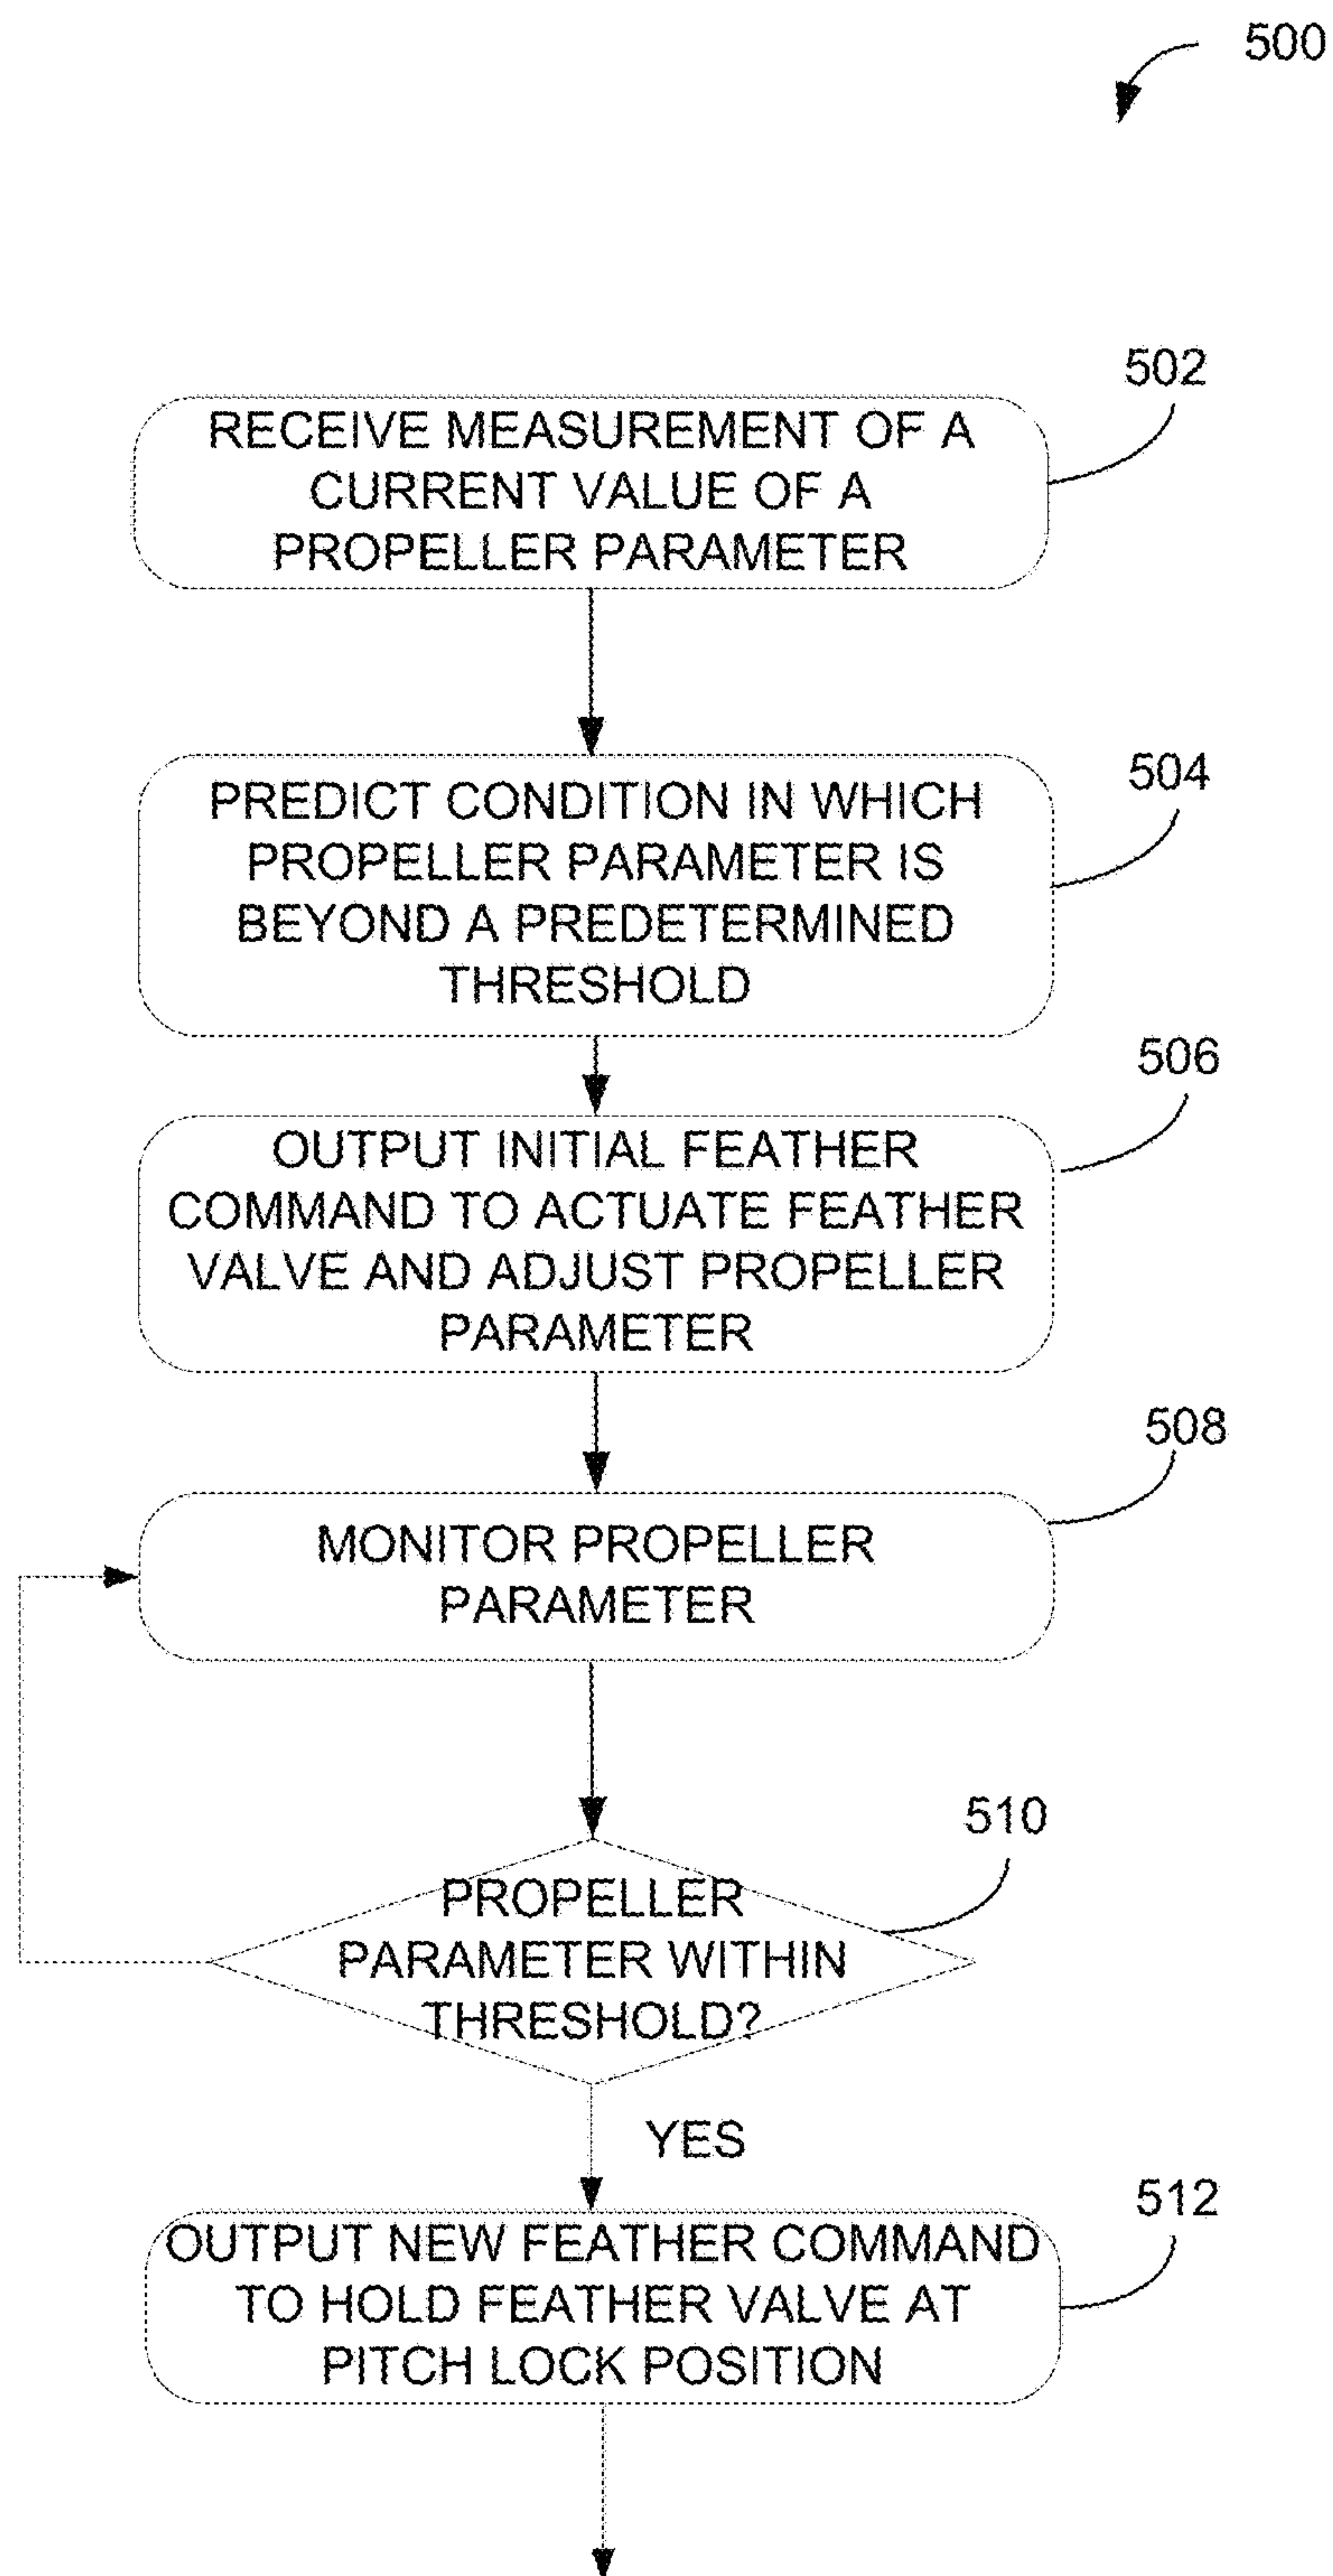 500
502
RECEIVE MEASUREMENT OF A
CURRENT VALUE OF A
PROPELLER PARAMETER
504
PREDICT CONDITION IN WHICH
PROPELLER PARAMETER IS
BEYOND A PREDETERMINED
THRESHOLD
506
OUTPUT INITIAL FEATHER
COMMAND TO ACTUATE FEATHER
VALVE AND ADJUST PROPELLER
PARAMETER
508
MONITOR PROPELLER
PARAMETER
510
PROPELLER
PARAMETER WITHIN
THRESHOLD?
YES
512
OUTPUT NEW FEATHER COMMAND
TO HOLD FEATHER VALVE AT
PITCH LOCK POSITION